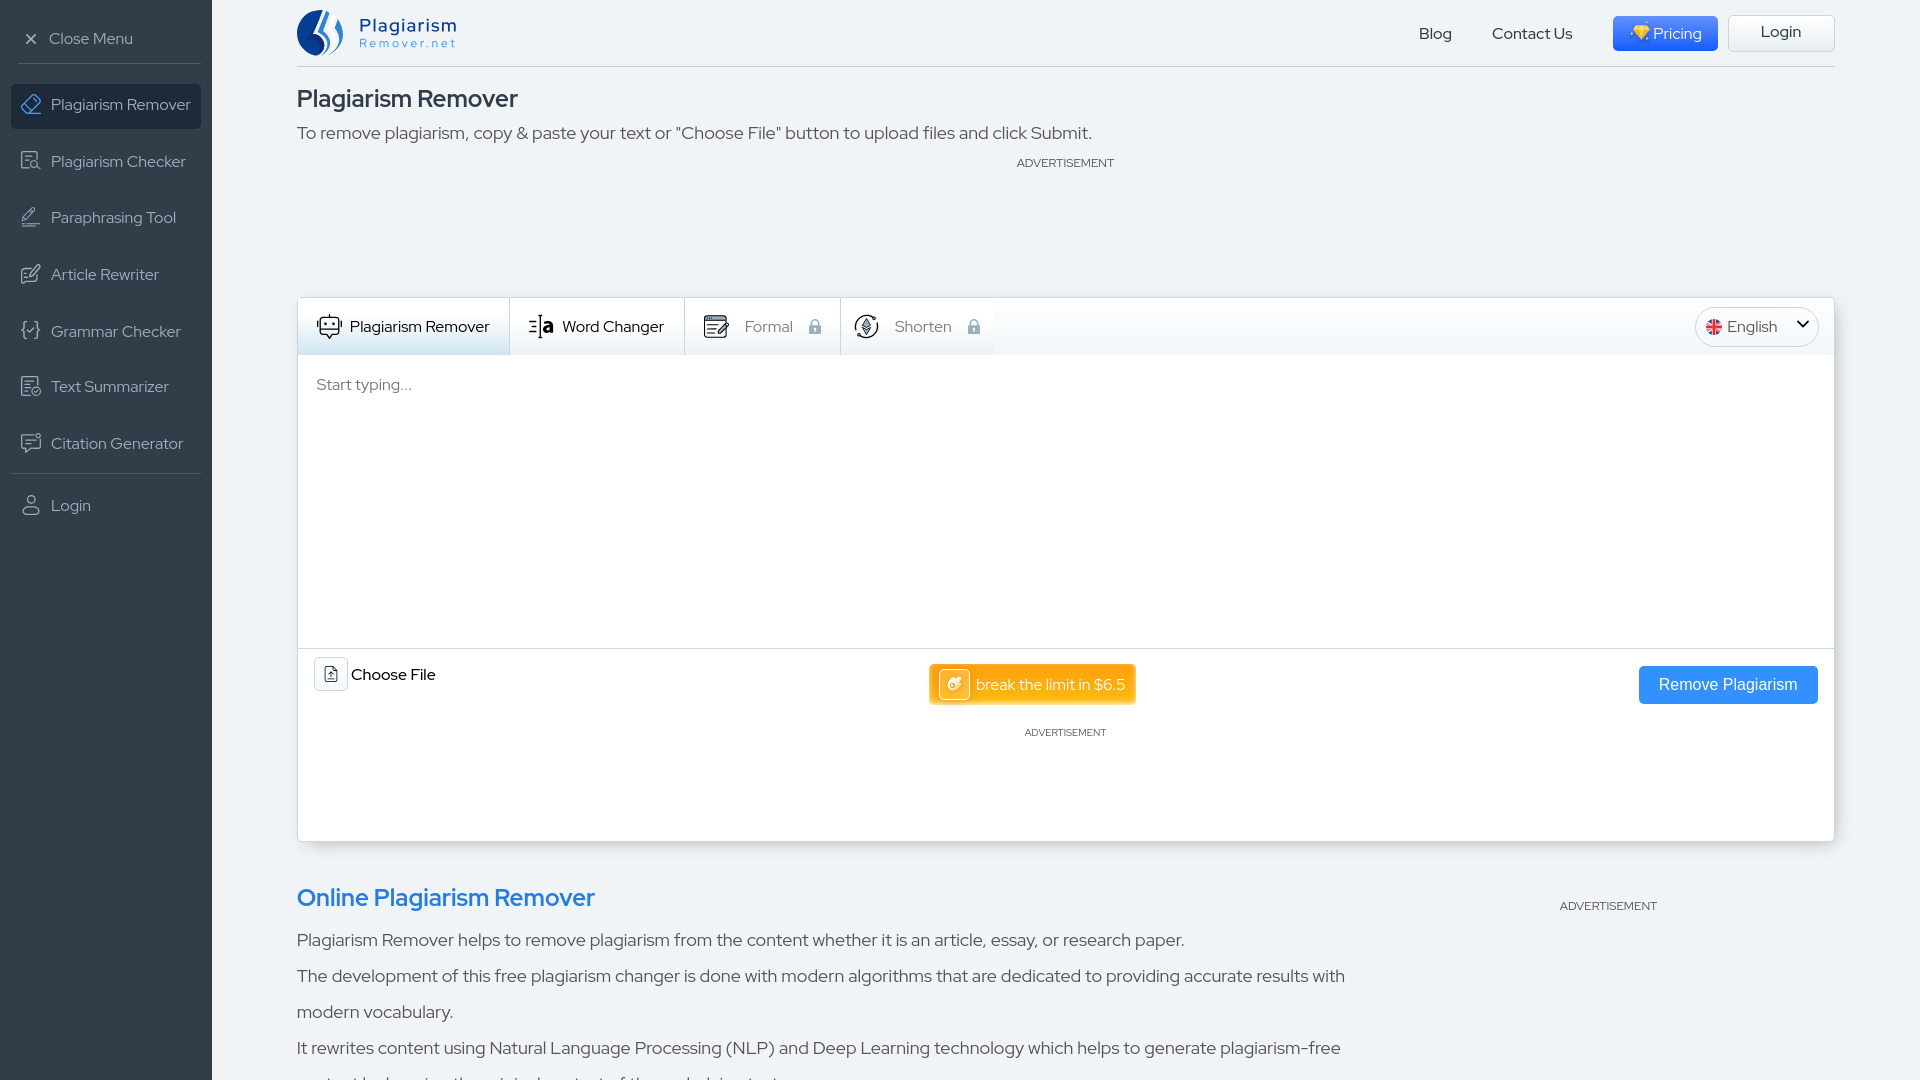 Close Menu
Plagiarism Remover
Plagiarism Checker
Paraphrasing Tool
Article Rewriter
Grammar Checker
Text Summarizer
Citation Generator
Login
Plagiarism
Remover.net
Blog
Contact Us
Pricing
Login
Plagiarism Remover
To remove plagiarism, copy & paste your text or "Choose File" button to upload files and click Submit.
ADVERTISEMENT
Plagiarism Remover
Word Changer
Formal
Shorten
English
Start typing...
Choose File
break the limit in $6.5
Remove Plagiarism
ADVERTISEMENT
Online Plagiarism Remover
ADVERTISEMENT
Plagiarism Remover helps to remove plagiarism from the content whether it is an article, essay, or research paper.
The development of this free plagiarism changer is done with modern algorithms that are dedicated to providing accurate results with
modern vocabulary.
It rewrites content using Natural Language Processing (NLP) and Deep Learning technology which helps to generate plagiarism-free